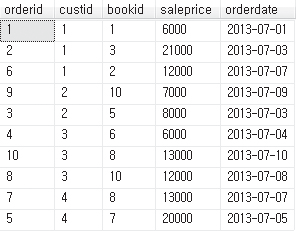 orderid custid bookid saleprice orderdate
1 1 1 6000 2013-07-01
2 1 3 21000 2013-07-03
6 1 2 12000 2013-07-07
9 2 10 7000 2013-07-09
3 2 5 8000 2013-07-03
4 3 6 6000 2013-07-04
10 3 8 13000 2013-07-10
8 3 10 12000 2013-07-08
7 4 8 13000 2013-07-07
5 4 7 20000 2013-07-05